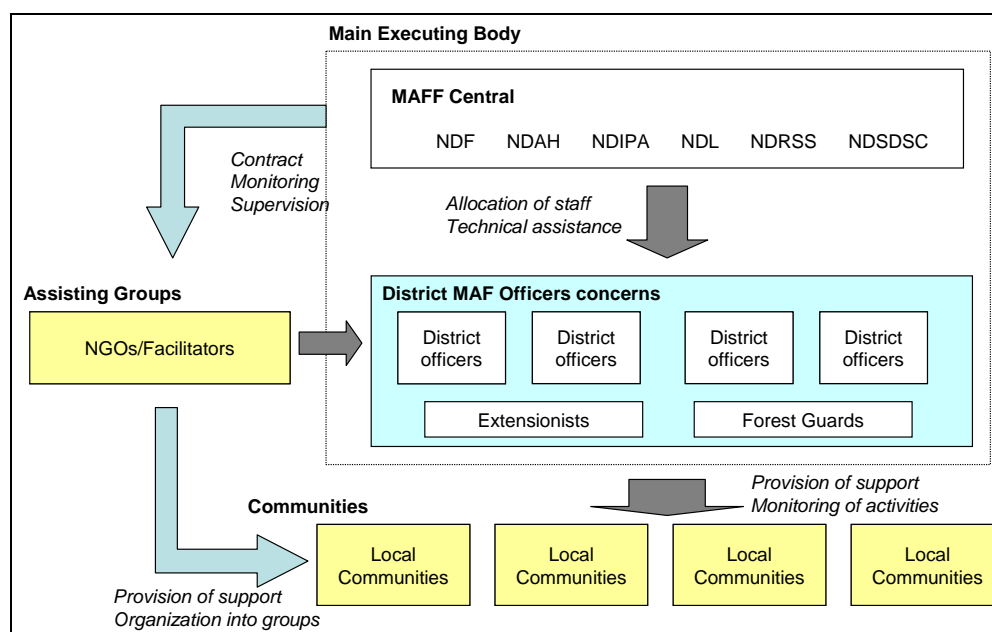 Main Executing Body
MAFF Central
NDF NDAH NDIPA NDL NDRSS NDSDSC
Contract
Monitoring
Supervision
Allocation of staff
Technical assistance
Assisting Groups
NGOs/Facilitators
District MAF Officers concerns
District
officers
District
officers
District
officers
District
officers
Extensionists
Forest Guards
Provision of support
Monitoring of activities
Communities
Local
Communities
Local
Communities
Local
Communities
Local
Communities
Provision of support
Organization into groups